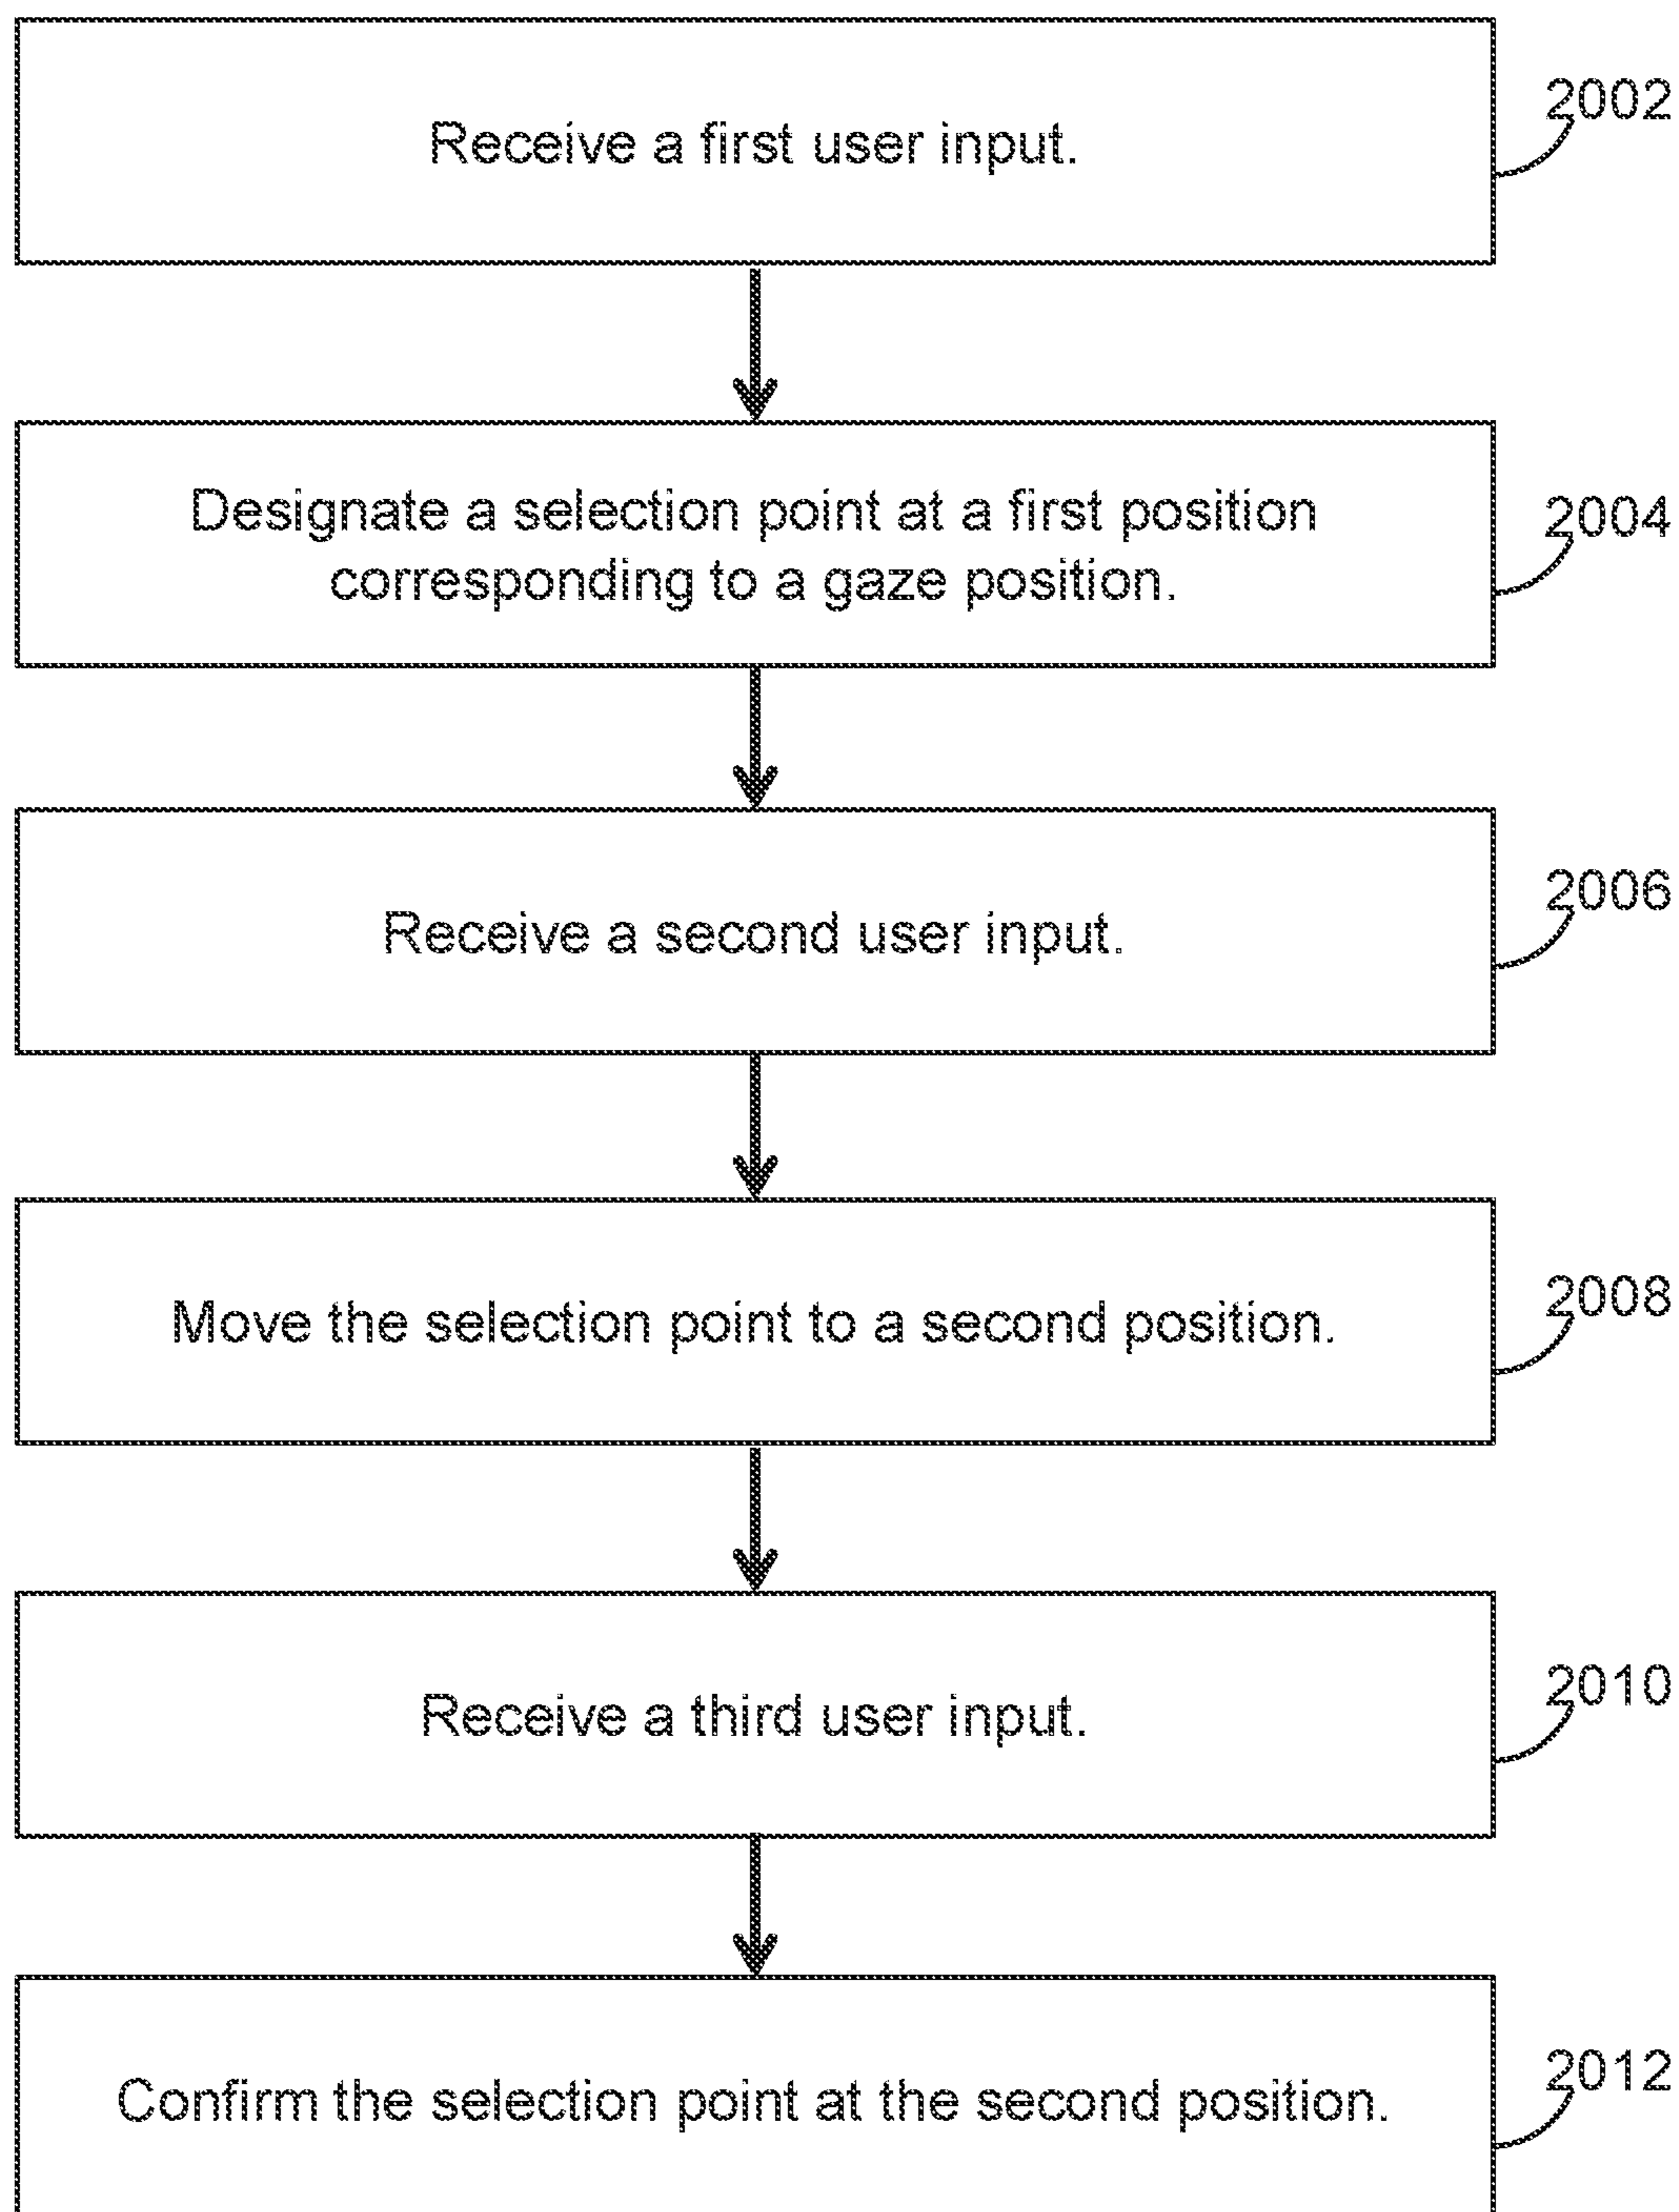 Receive a first user input.
2002
Designate a selection point at a first position
corresponding to a gaze position.
2004
Receive a second user input.
2006
Move the selection point to a second position.
2008
Receive a third user input.
2010
Confirm the selection point at the second position.
2012